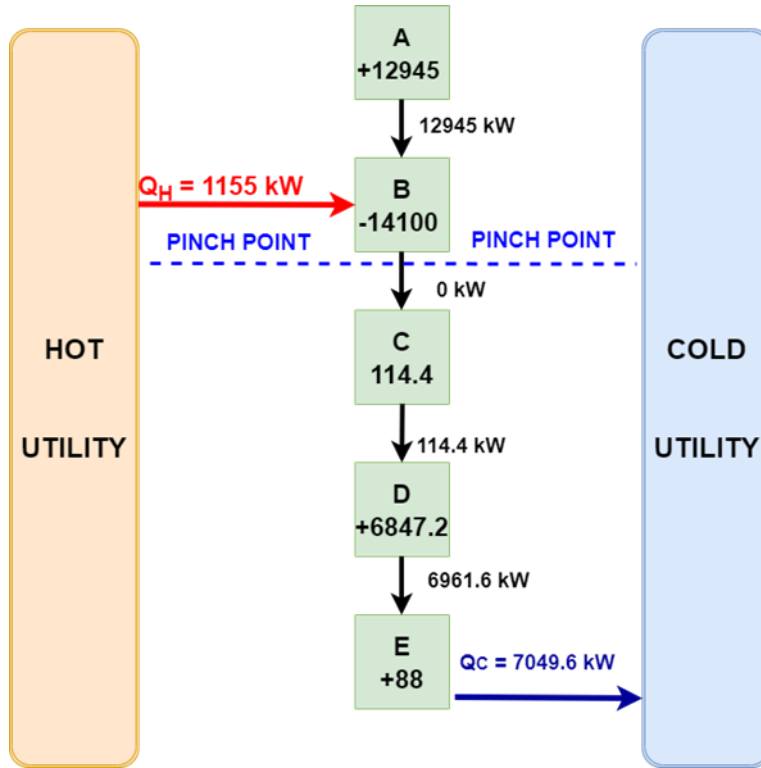 A
+12945
12945 kW
Q_H = 1155 kW
B
-14100
PINCH POINT
PINCH POINT
0 kW
HOT
UTILITY
C
114.4
COLD
UTILITY
114.4 kW
D
+6847.2
6961.6 kW
E
+88
Qc = 7049.6 kW